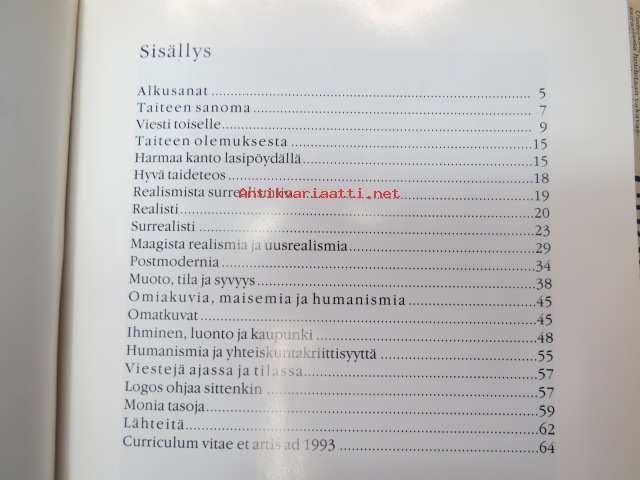 Sisällys
Alkusanat ........ 5
Taiteen sanoma ........ 7
Viesti toiselle ........ 9
Taiteen olemuksesta ........ 15
Harmaa kanto lasipöydällä ........ 15
Hyvä taideteos ........ 18
Realismista ........ 19
Antikvariaatti.net
Realisti ........ 20
Surrealisti ........ 23
Maagista realismia ja uusrealismia ........ 29
Postmodernia ........ 34
Muoto, tila ja syvyys ........ 38
Omiakuvia, maisemia ja humanismia ........ 45
Omatkuvat ........ 45
Ihminen, luonto ja kaupunki ........ 48
Humanismia ja yhteiskuntakriittisyyttä ........ 55
Viestejä ajassa ja tilassa ........ 57
Logos ohjaa sittenkin ........ 57
Monia tasoja ........ 59
Lähteitä ........ 62
Curriculum vitae et artis ad 1993 ........ 64